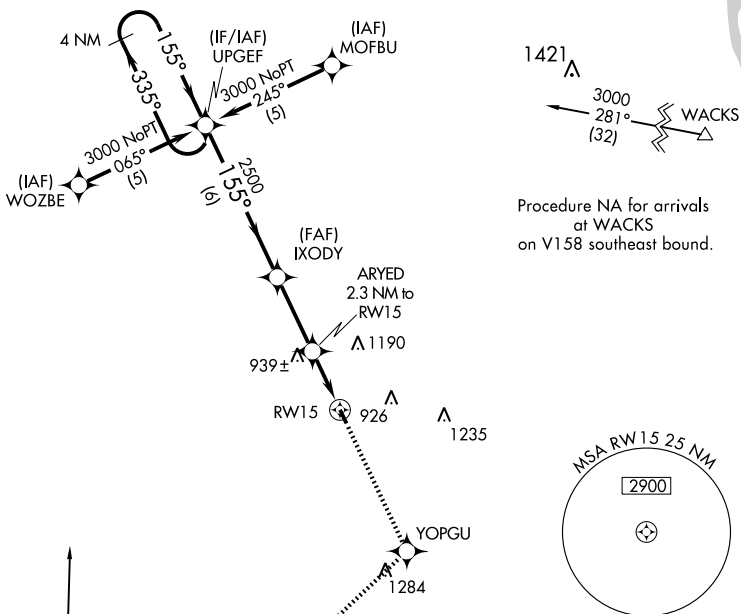 4 NM
155°
335°
(IF/IAF)
UPGEF
(IAF)
MOFBU
3000 NoPT
245°
(5)
3000 NoPT
065°
(5)
(IAF)
WOZBE
2500
155°
(6)
(FAF)
IXODY
ARYED
2.3 NM to
RW15
1190
939±
RW15
926
1235
YOPGU
1284
1421
3000
281°
(32)
WACKS
Procedure NA for arrivals
at WACKS
on V158 southeast bound.
MSA RW15 25 NM
2900